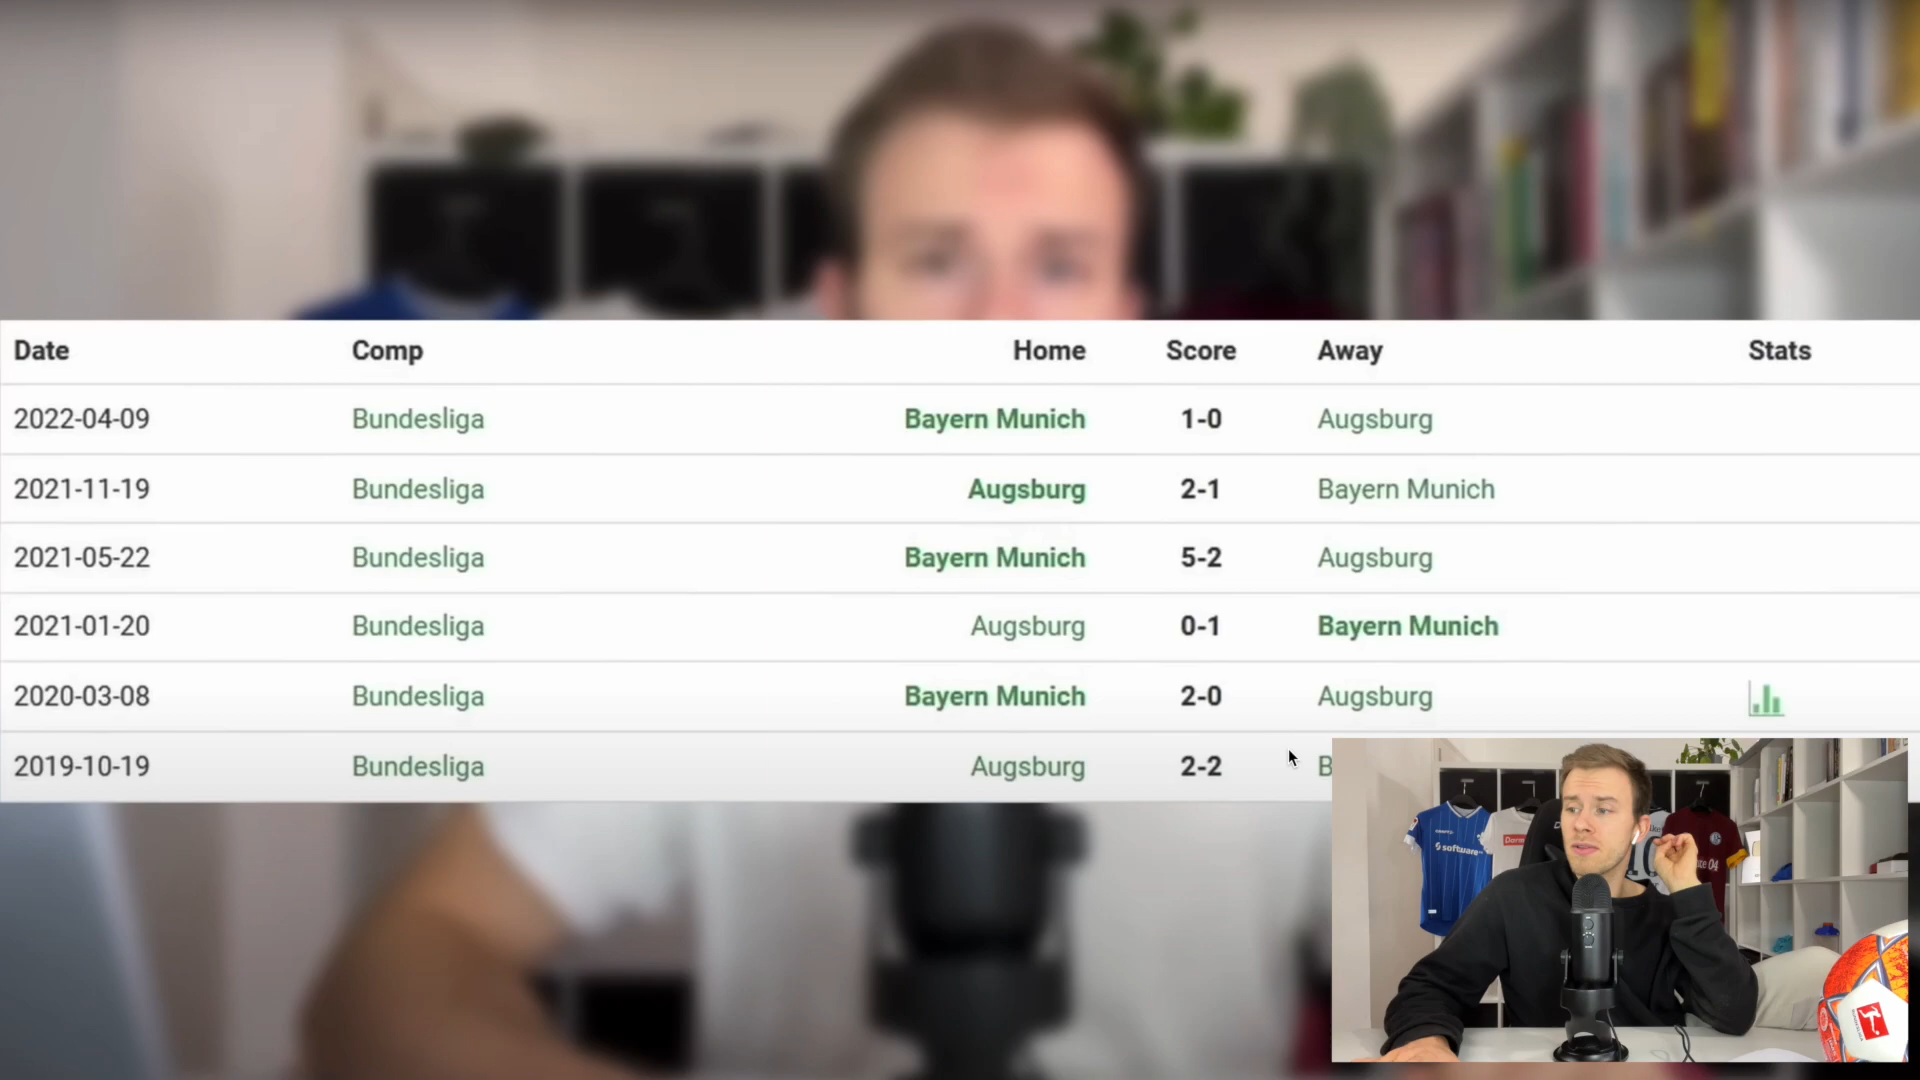 Date Comp Home Score Away Stats
2022-04-09 Bundesliga Bayern Munich 1-0 Augsburg
2021-11-19 Bundesliga Augsburg 2-1 Bayern Munich
2021-05-22 Bundesliga Bayern Munich 5-2 Augsburg
2021-01-20 Bundesliga Augsburg 0-1 Bayern Munich
2020-03-08 Bundesliga Bayern Munich 2-0 Augsburg
2019-10-19 Bundesliga Augsburg 2-2 B
software
04